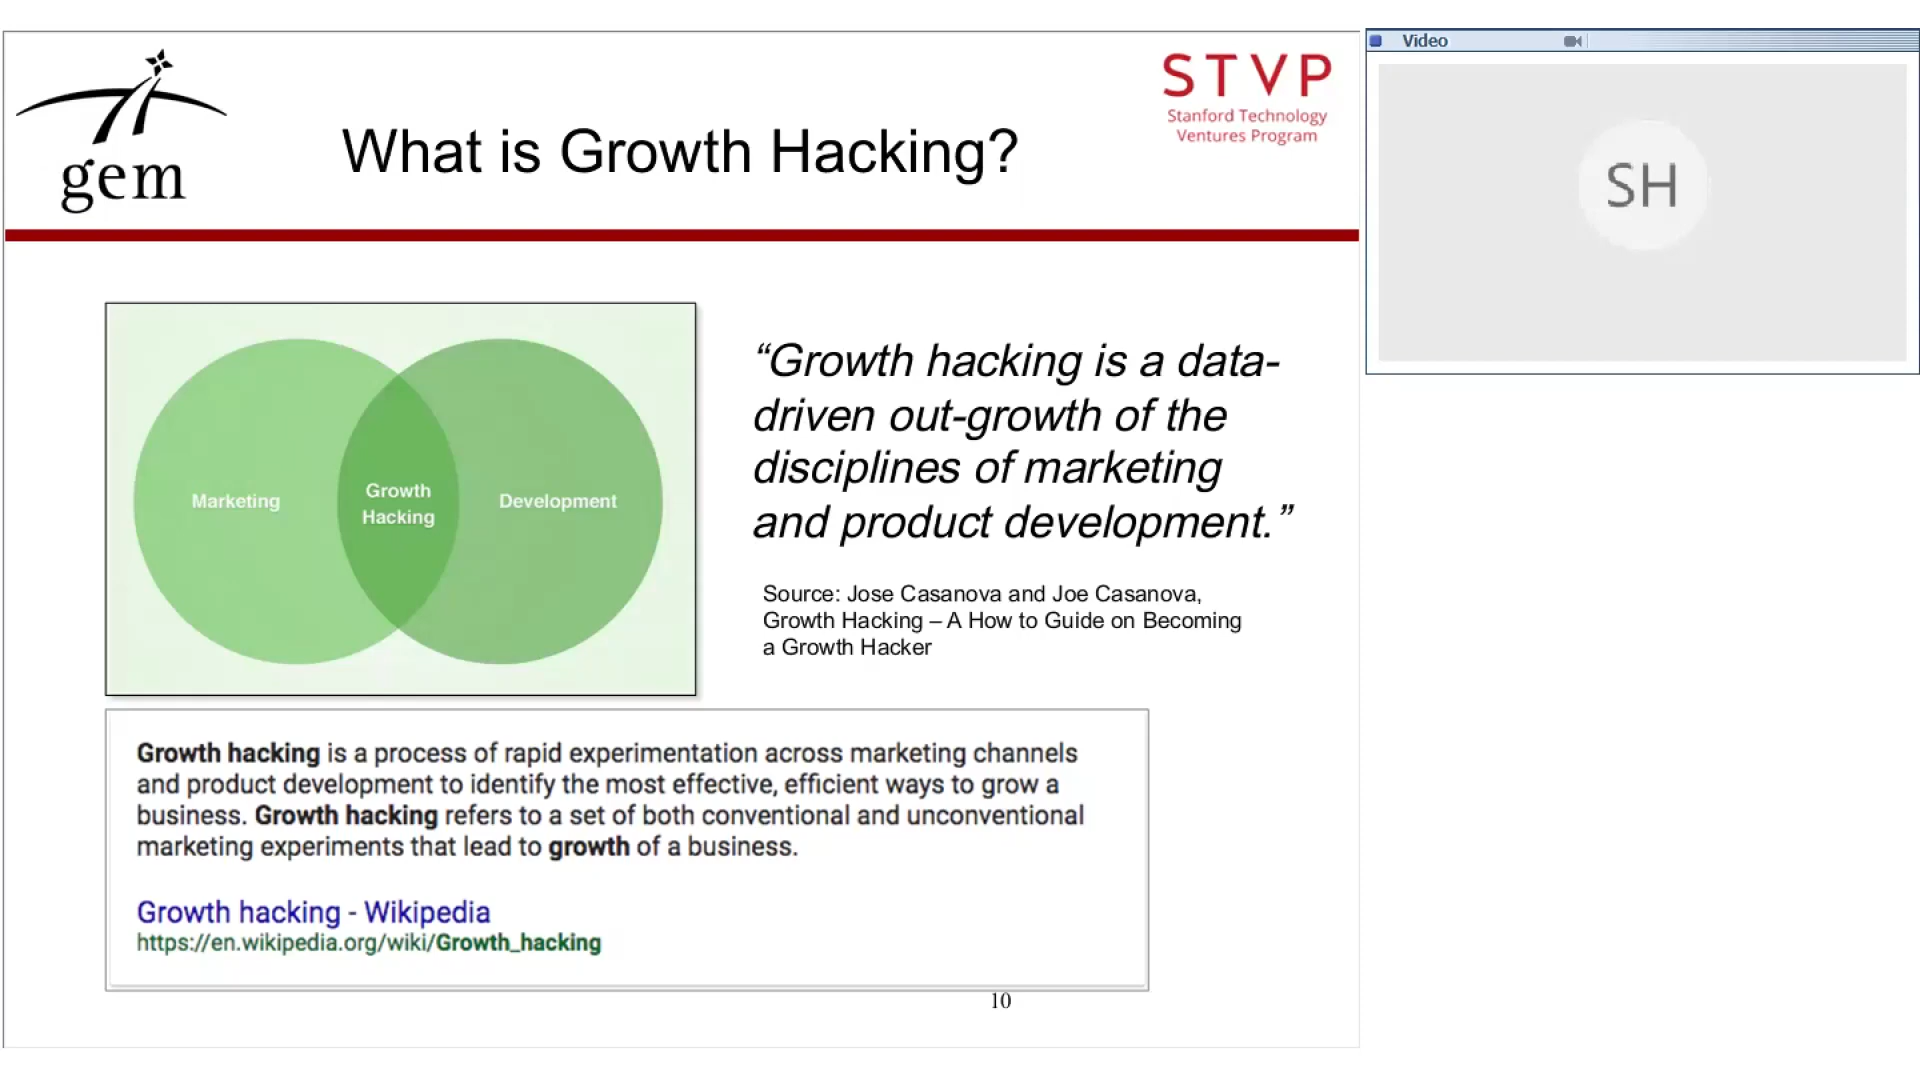 gem
What is Growth Hacking?
STVP
Stanford Technology
Ventures Program
Video
SH
Marketing
Growth
Hacking
Development
“Growth hacking is a data-
driven out-growth of the
disciplines of marketing
and product development.”
Source: Jose Casanova and Joe Casanova,
Growth Hacking – A How to Guide on Becoming
a Growth Hacker
Growth hacking is a process of rapid experimentation across marketing channels
and product development to identify the most effective, efficient ways to grow a
business. Growth hacking refers to a set of both conventional and unconventional
marketing experiments that lead to growth of a business.
Growth hacking - Wikipedia
https://en.wikipedia.org/wiki/Growth_hacking
10